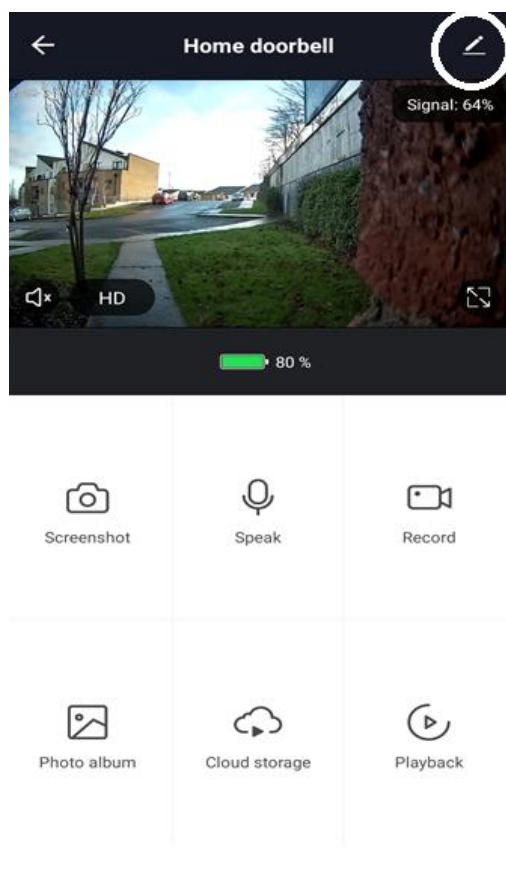 Home doorbell
Signal: 64%
HD
80 %
Screenshot
Speak
Record
Photo album
Cloud storage
Playback